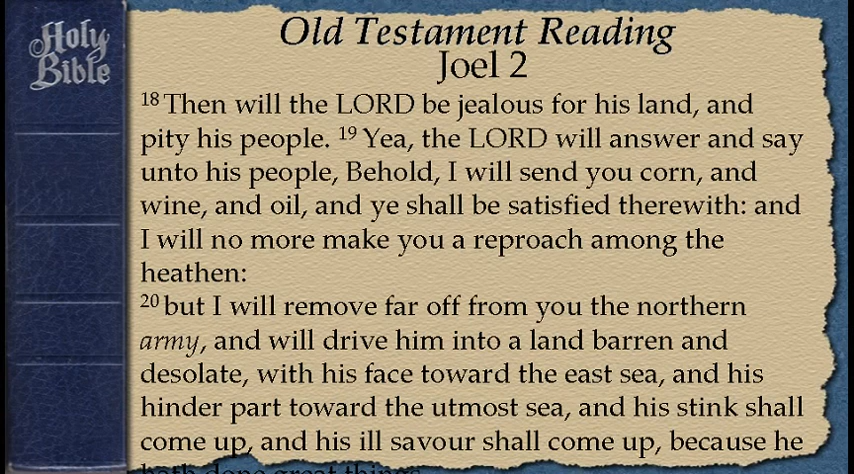 Holy
Bible
Old Testament Reading
Joel 2
18 Then will the LORD be jealous for his land, and
pity his people. 19 Yea, the LORD will answer and say
unto his people, Behold, I will send you corn, and
wine, and oil, and ye shall be satisfied therewith: and
I will no more make you a reproach among the
heathen:
20 but I will remove far off from you the northern
army, and will drive him into a land barren and
desolate, with his face toward the east sea, and his
hinder part toward the utmost sea, and his stink shall
come up, and his ill savour shall come up, because he
hath done great things.